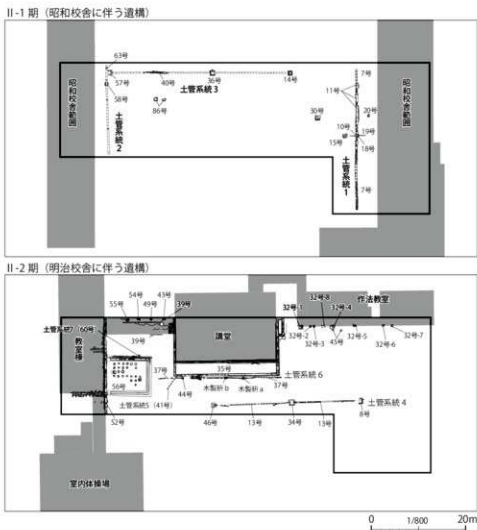 II-1 期（昭和校舎に伴う遺構）
63号
57号
58号
40号
36号
14号
土管系統3
86号
土管系統2
昭和校舎範囲
7号
11号
20号
30号
10号
19号
15号
18号
土管系統1
7号
昭和校舎範囲
II-2 期（明治校舎に伴う遺構）
54号
43号
55号
49号
39号
土管系統7（60号）
39号
教室棟
講堂
作法教室
32号-1
32号-8
32号-4
32号-2
32号-3
45号
32号-5
32号-6
32号-7
56号
37号
35号
37号
土管系統6
44号
木製桝 b
木製桝 a
土管系統5（41号）
52号
46号
13号
34号
13号
8号
土管系統4
室内体操場
0
1/800
20m